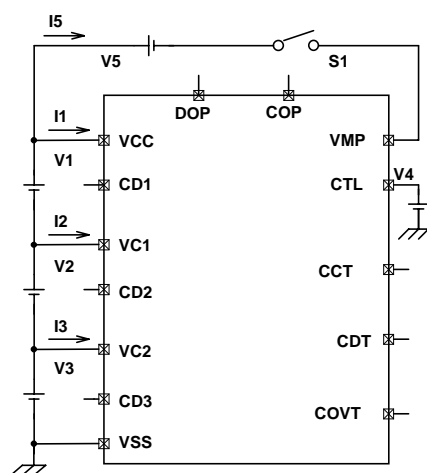 I5
V5
S1
DOP
COP
I1
VCC
VMP
V1
CD1
CTL
V4
I2
VC1
V2
CCT
CD2
I3
VC2
CDT
V3
CD3
COVT
VSS